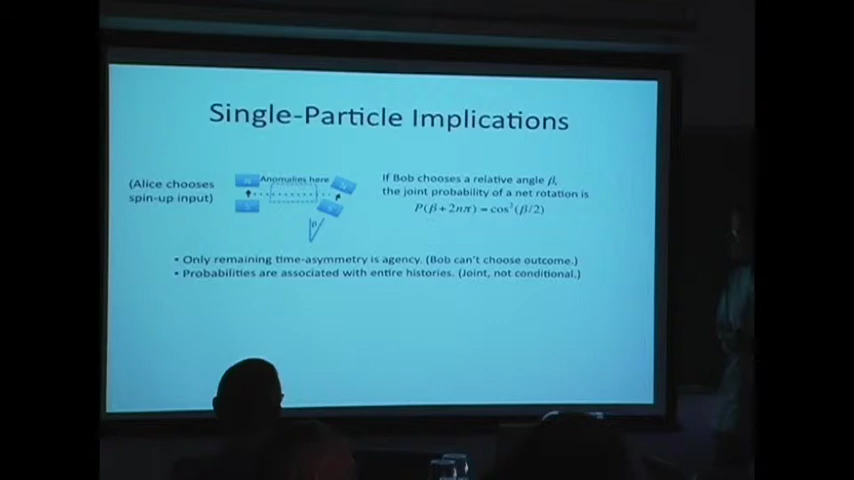 Single-Particle Implications
(Alice chooses
spin-up input)
Anomalies here
If Bob chooses a relative angle β,
the joint probability of a net rotation is
P(β+2nπ) = cos²(β/2)
• Only remaining time-asymmetry is agency. (Bob can't choose outcome.)
• Probabilities are associated with entire histories. (Joint, not conditional.)